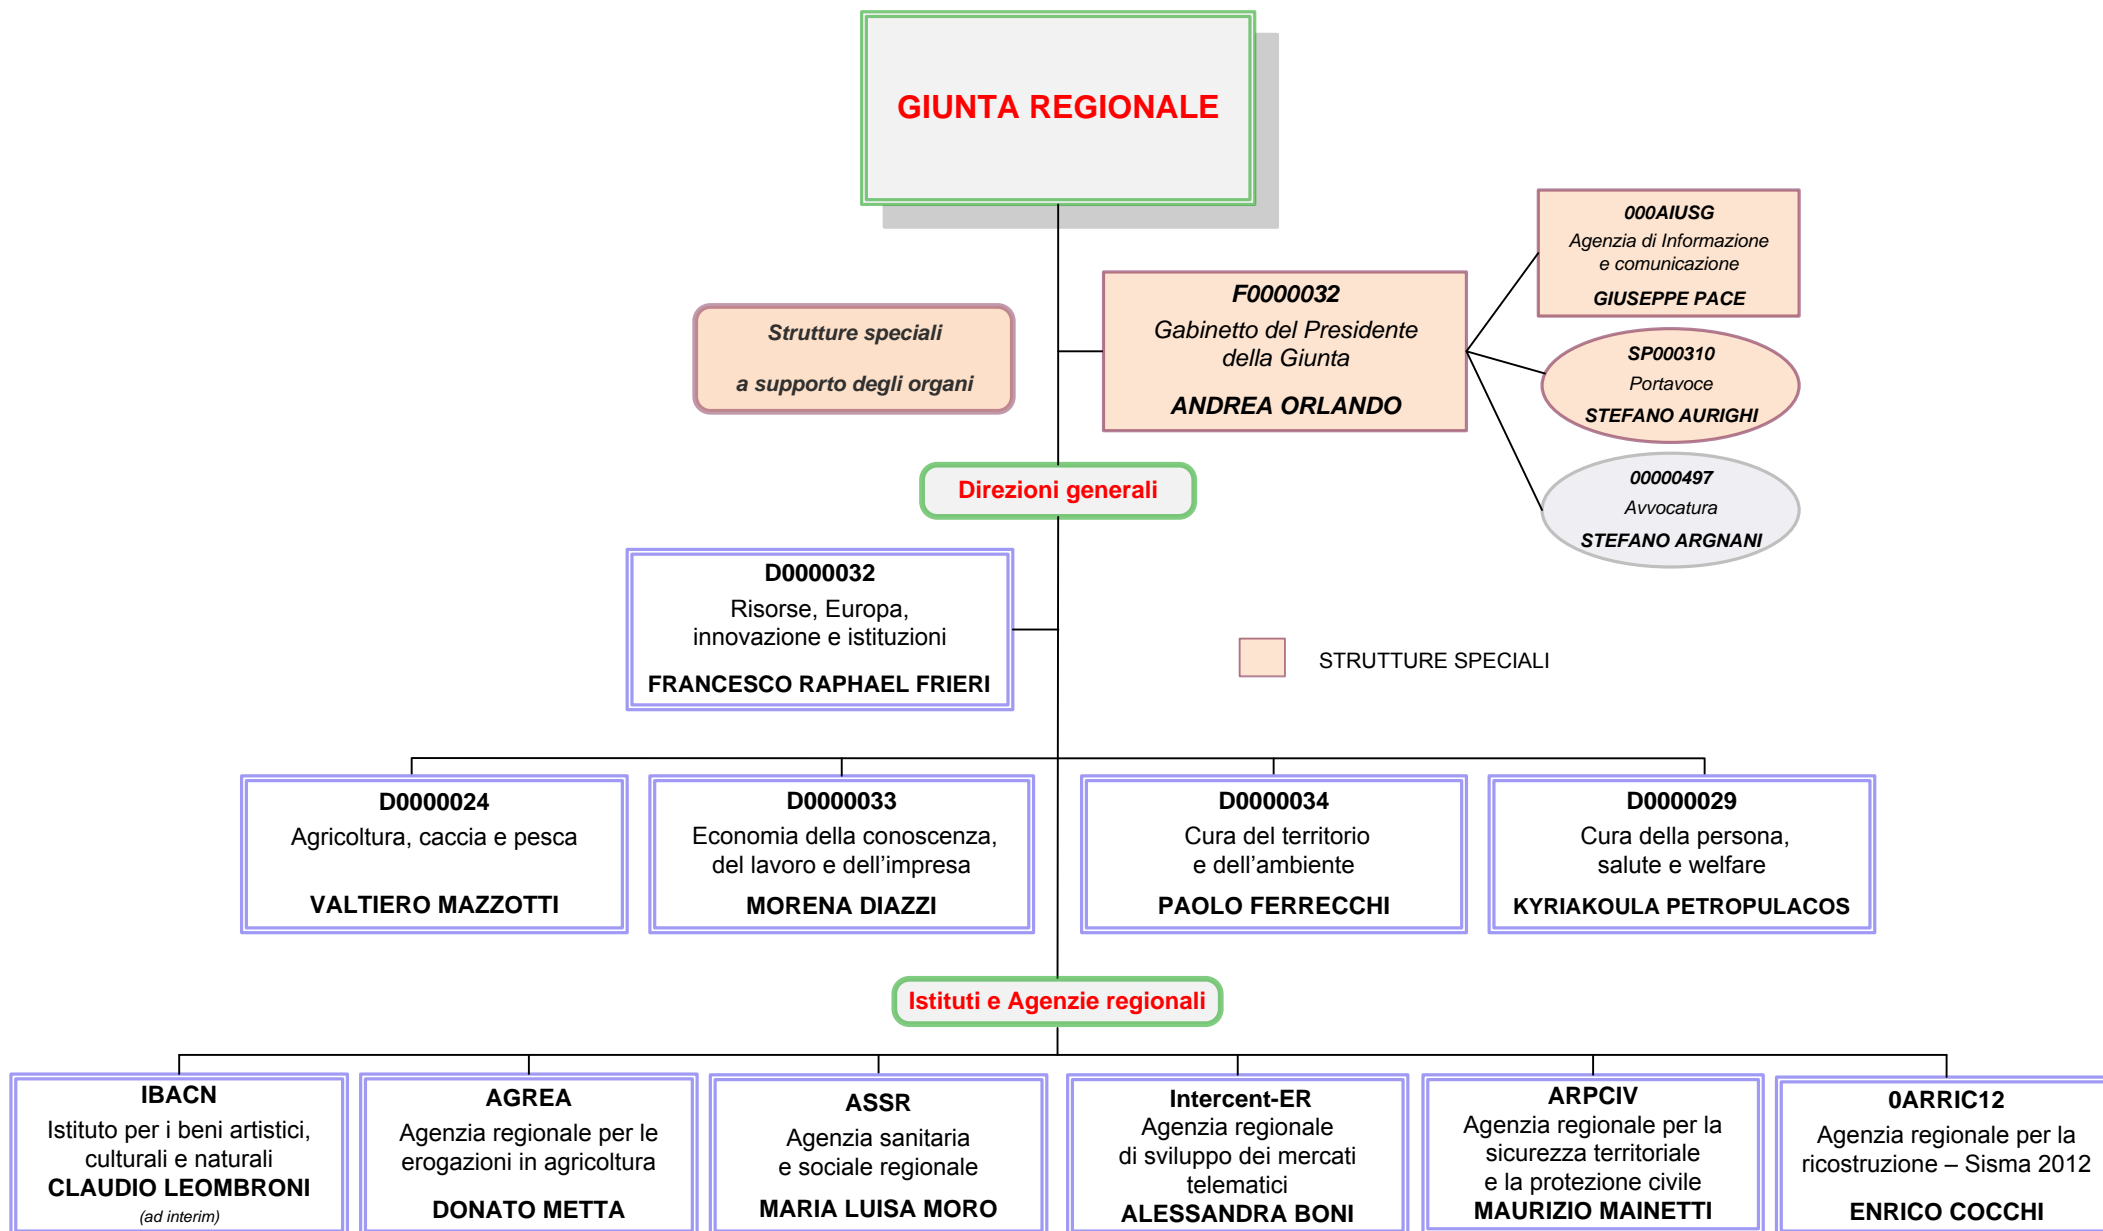 GIUNTA REGIONALE
000AIUSG
Agenzia di Informazione
e comunicazione
GIUSEPPE PACE
F0000032
Gabinetto del Presidente
della Giunta
ANDREA ORLANDO
Strutture speciali
a supporto degli organi
SP000310
Portavoce
STEFANO AURIGHI
00000497
Avvocatura
STEFANO ARGNANI
Direzioni generali
D0000032
Risorse, Europa,
innovazione e istituzioni
FRANCESCO RAPHAEL FRIERI
STRUTTURE SPECIALI
D0000024
Agricoltura, caccia e pesca
VALTIERO MAZZOTTI
D0000033
Economia della conoscenza,
del lavoro e dell’impresa
MORENA DIAZZI
D0000034
Cura del territorio
e dell’ambiente
PAOLO FERRECCHI
D0000029
Cura della persona,
salute e welfare
KYRIAKOULA PETROPULACOS
Istituti e Agenzie regionali
IBACN
Istituto per i beni artistici,
culturali e naturali
CLAUDIO LEOMBRONI
(ad interim)
AGREA
Agenzia regionale per le
erogazioni in agricoltura
DONATO METTA
ASSR
Agenzia sanitaria
e sociale regionale
MARIA LUISA MORO
Intercent-ER
Agenzia regionale
di sviluppo dei mercati
telematici
ALESSANDRA BONI
ARPCIV
Agenzia regionale per la
sicurezza territoriale
e la protezione civile
MAURIZIO MAINETTI
0ARRIC12
Agenzia regionale per la
ricostruzione – Sisma 2012
ENRICO COCCHI